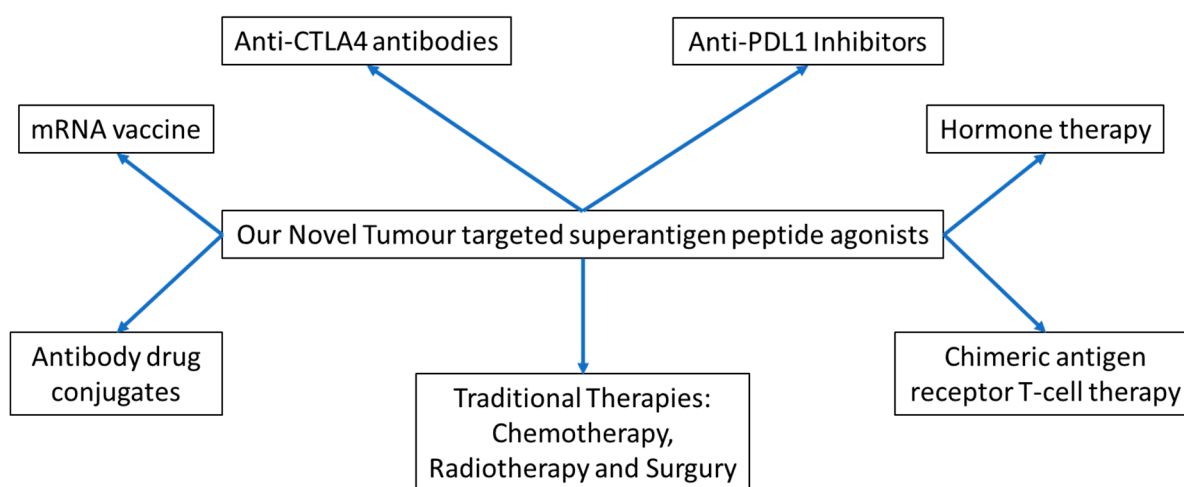 Anti-CTLA4 antibodies
Anti-PDL1 Inhibitors
mRNA vaccine
Hormone therapy
Our Novel Tumour targeted superantigen peptide agonists
Antibody drug
conjugates
Traditional Therapies:
Chemotherapy,
Radiotherapy and Surgury
Chimeric antigen
receptor T-cell therapy